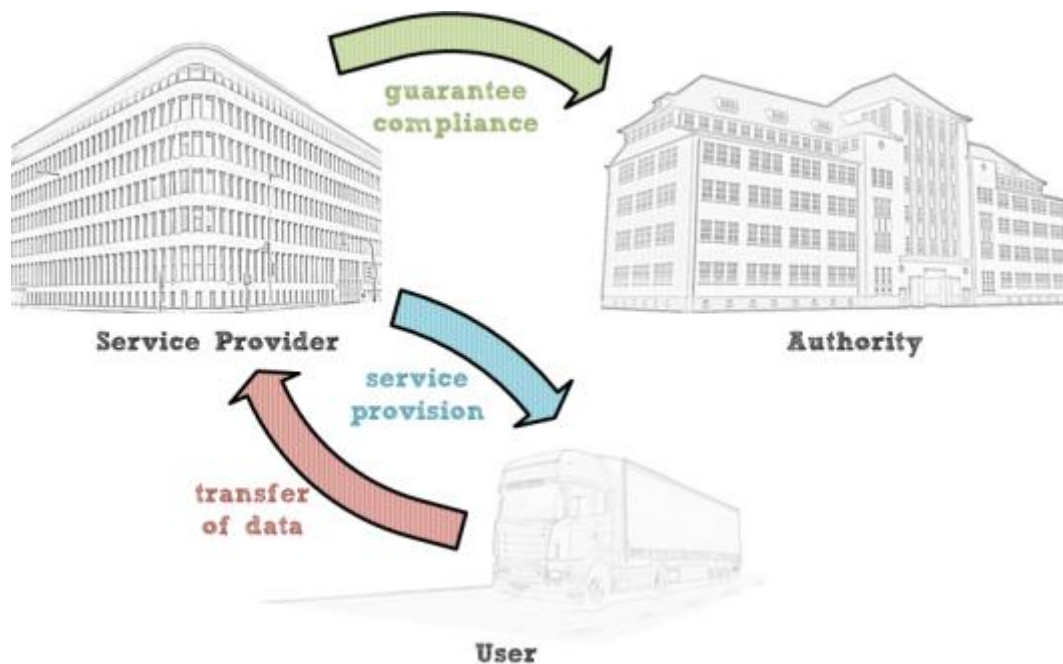 guarantee
compliance
Service Provider
Authority
service
provision
transfer
of data
User